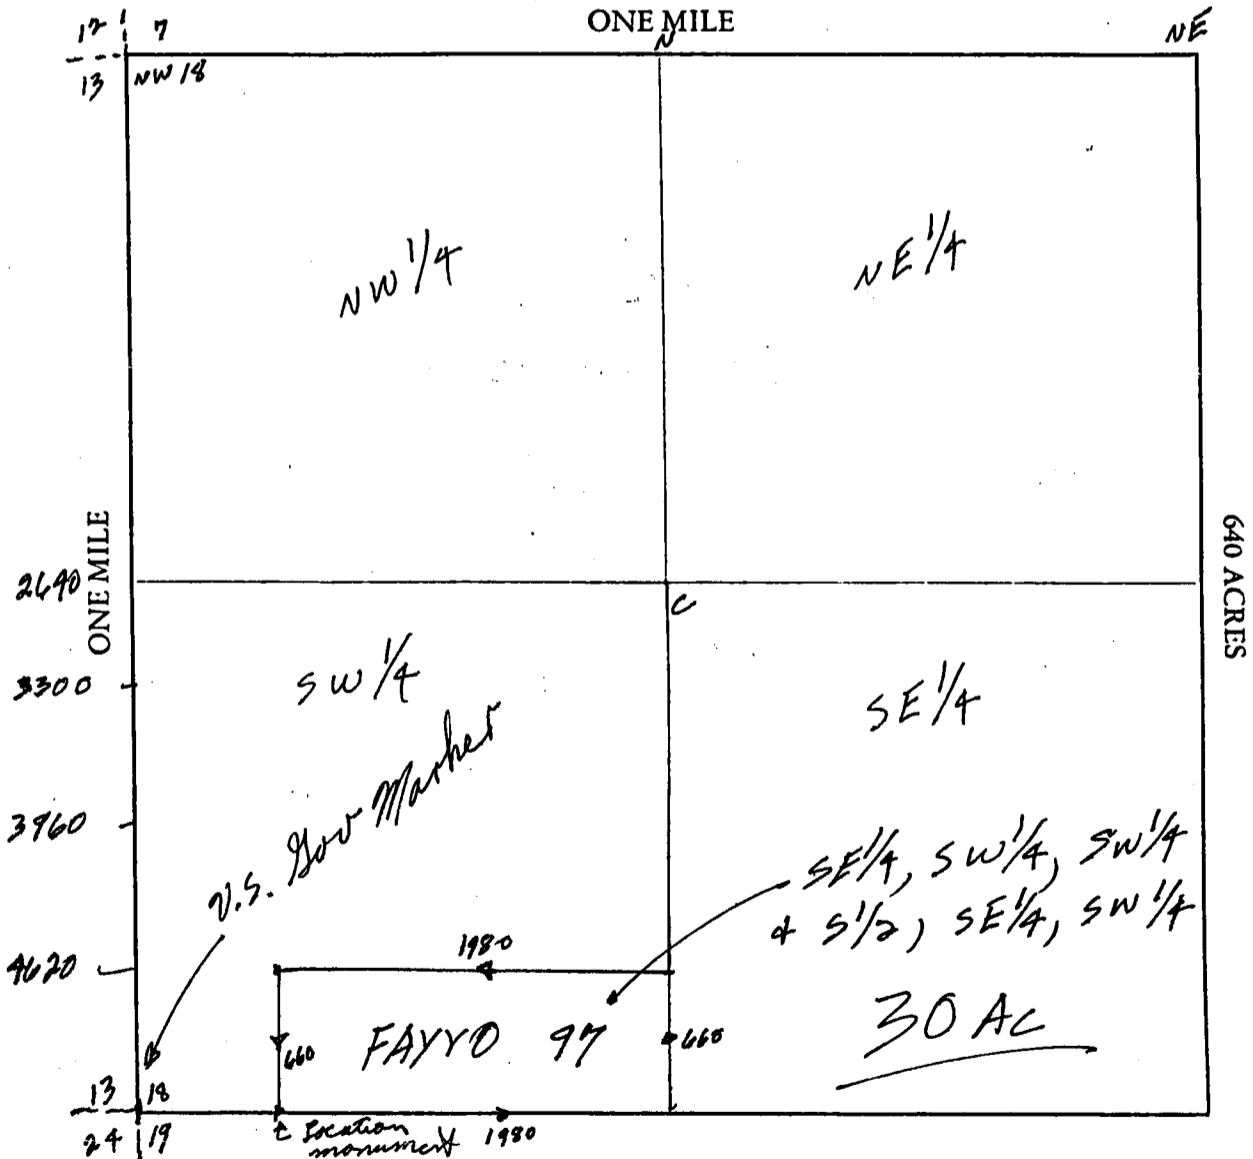 ONE MILE
N
NE
12 7
13 NW 18
NW 1/4
NE 1/4
ONE MILE
640 ACRES
2640
C
3300
SW 1/4
SE 1/4
U.S. Gov Marker
3960
SE 1/4, SW 1/4, SW 1/4
& S 1/2, SE 1/4, SW 1/4
4620
1980
30 AC
FAYYO 97
660
660
13 18
24 19
Location
monument
1980